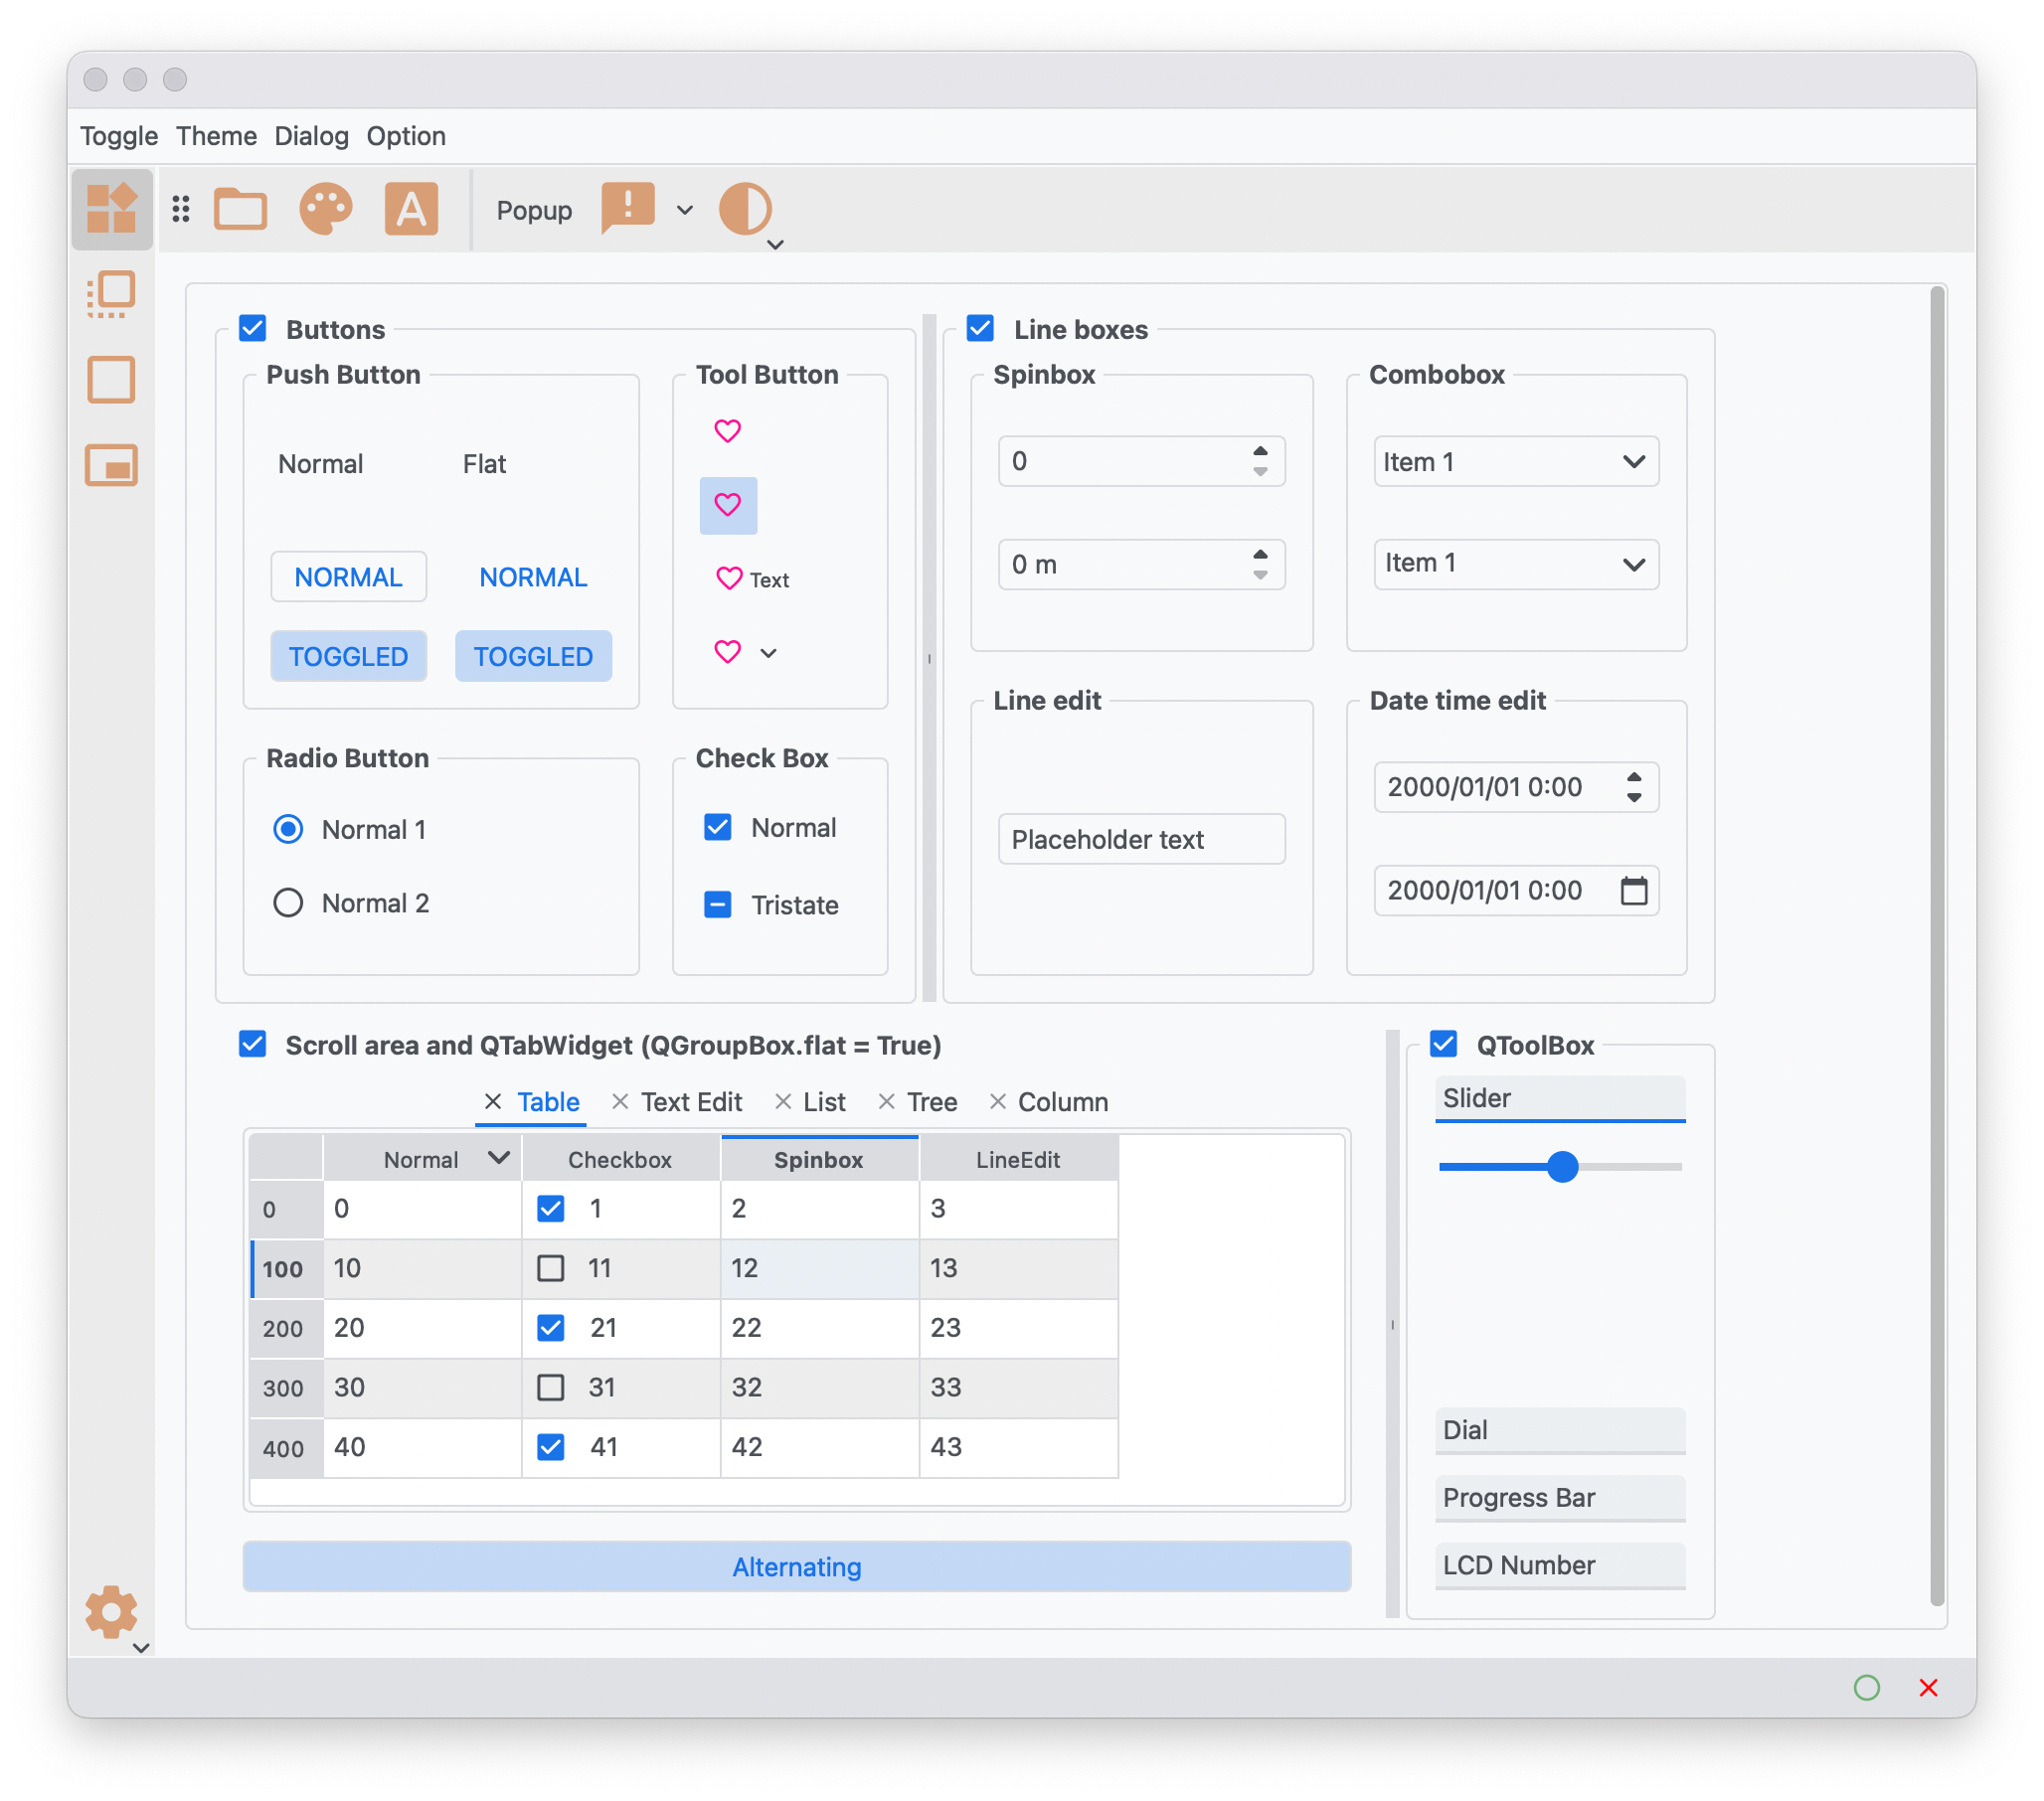 Toggle Theme Dialog Option
A Popup
Buttons
Push Button
Normal Flat
NORMAL NORMAL
TOGGLED TOGGLED
Tool Button
Text
Radio Button
Normal 1
Normal 2
Check Box
Normal
Tristate
Line boxes
Spinbox
0
0 m
Combobox
Item 1
Item 1
Line edit
Placeholder text
Date time edit
2000/01/01 0:00
2000/01/01 0:00
Scroll area and QTabWidget (QGroupBox.flat = True)
Table Text Edit List Tree Column
Normal Checkbox Spinbox LineEdit
0 0 1 2 3
100 10 11 12 13
200 20 21 22 23
300 30 31 32 33
400 40 41 42 43
Alternating
QToolBox
Slider
Dial
Progress Bar
LCD Number